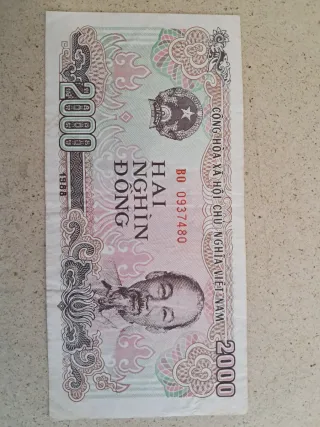 CỘNG HÒA XÃ HỘI CHỦ NGHĨA VIỆT NAM
2000
BO 0937480
HAI
NGHÌN
ĐỒNG
2000
1988